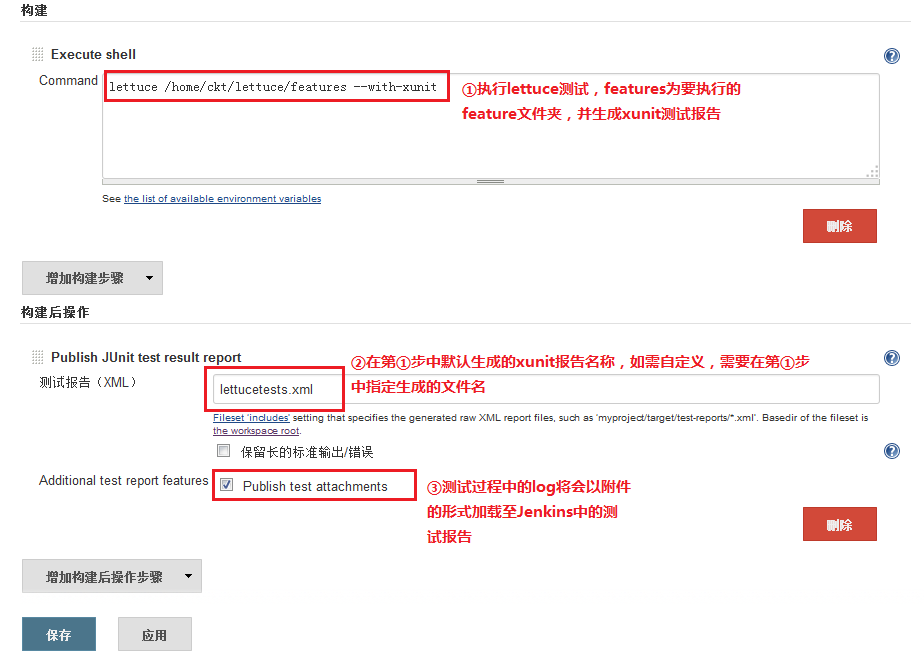 构建
Execute shell
Command
lettuce /home/ckt/lettuce/features --with-xunit
①执行lettuce测试，features为要执行的
feature文件夹，并生成xunit测试报告
See the list of available environment variables
删除
增加构建步骤
构建后操作
Publish JUnit test result report
②在第①步中默认生成的xunit报告名称，如需自定义，需要在第①步
中指定生成的文件名
测试报告（XML）
lettucetests.xml
Fileset 'includes' setting that specifies the generated raw XML report files, such as 'myproject/target/test-reports/*.xml'. Basedir of the fileset is
the workspace root.
保留长的标准输出/错误
Additional test report features
Publish test attachments
③测试过程中的log将会以附件
的形式加载至Jenkins中的测
试报告
删除
增加构建后操作步骤
保存
应用